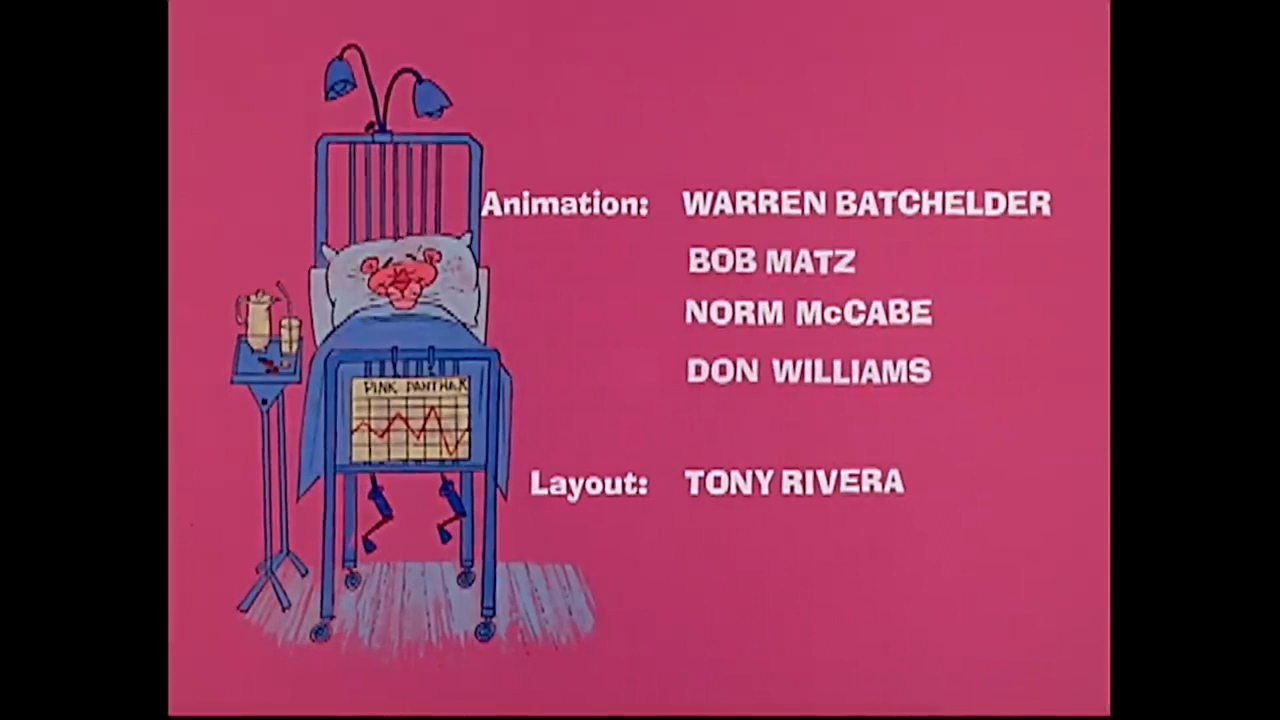 Animation: WARREN BATCHELDER
BOB MATZ
NORM McCABE
DON WILLIAMS
PINK PANTHER
Layout: TONY RIVERA